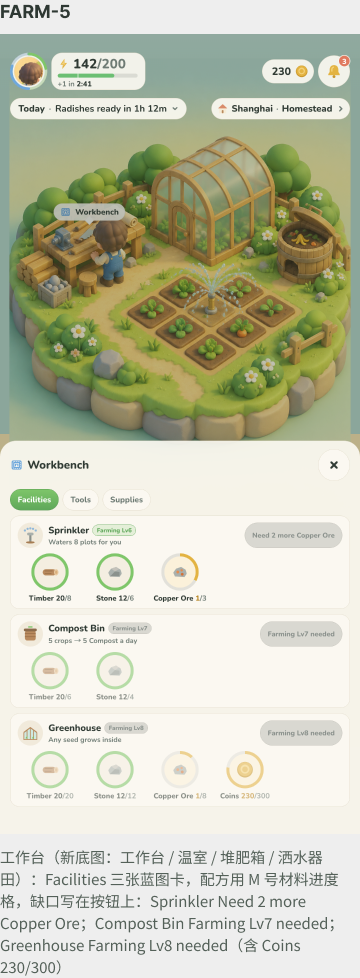 FARM-5
142/200
+1 in 2:41
230
3
Today · Radishes ready in 1h 12m
Shanghai · Homestead
Workbench
Workbench
Facilities
Tools
Supplies
Sprinkler Farming Lv6
Waters 8 plots for you
Need 2 more Copper Ore
Timber 20/8
Stone 12/6
Copper Ore 1/3
Compost Bin Farming Lv7
5 crops → 5 Compost a day
Farming Lv7 needed
Timber 20/6
Stone 12/4
Greenhouse Farming Lv8
Any seed grows inside
Farming Lv8 needed
Timber 20/20
Stone 12/12
Copper Ore 1/8
Coins 230/300
工作台（新底图：工作台 / 温室 / 堆肥箱 / 洒水器
田）：Facilities 三张蓝图卡，配方用 M 号材料进度
格，缺口写在按钮上：Sprinkler Need 2 more
Copper Ore；Compost Bin Farming Lv7 needed；
Greenhouse Farming Lv8 needed（含 Coins
230/300）